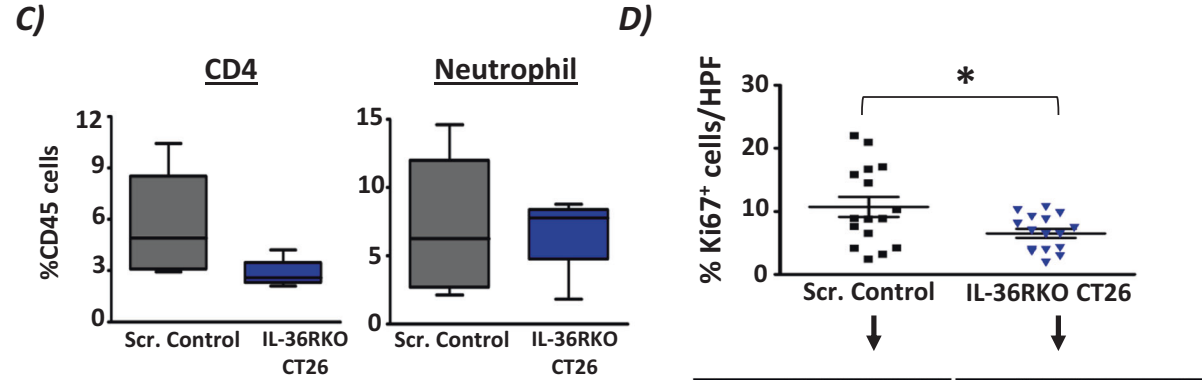 C)
CD4
%CD45 cells
12
9
6
3
0
Scr. Control
IL-36RKO
CT26
Neutrophil
15
10
5
0
Scr. Control
IL-36RKO
CT26
D)
% Ki67+ cells/HPF
30
20
10
0
*
Scr. Control
IL-36RKO CT26